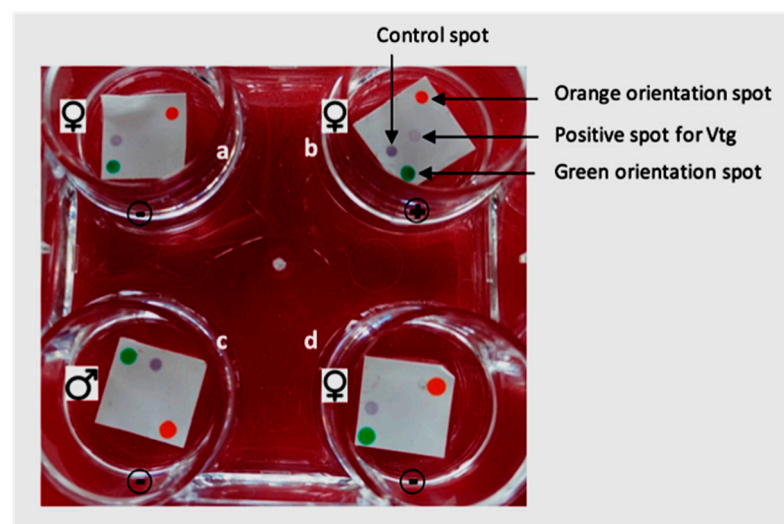 Control spot
Orange orientation spot
Positive spot for Vtg
Green orientation spot
♀
a
-
♀
b
+
♂
c
-
♀
d
-